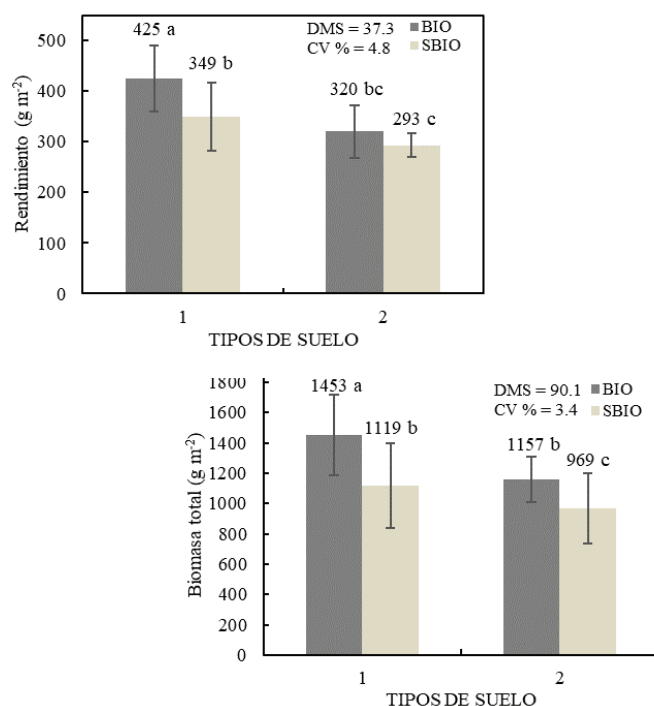 425 a
DMS = 37.3
BIO
500
CV % = 4.8
SBIO
349 b
320 bc
400
293 c
300
200
100
0
Rendimiento (g m⁻²)
1
2
TIPOS DE SUELO
1800
1453 a
DMS = 90.1
BIO
1600
CV % = 3.4
SBIO
1119 b
1157 b
1400
969 c
1200
1000
800
600
400
200
0
Biomasa total (g m⁻²)
1
2
TIPOS DE SUELO